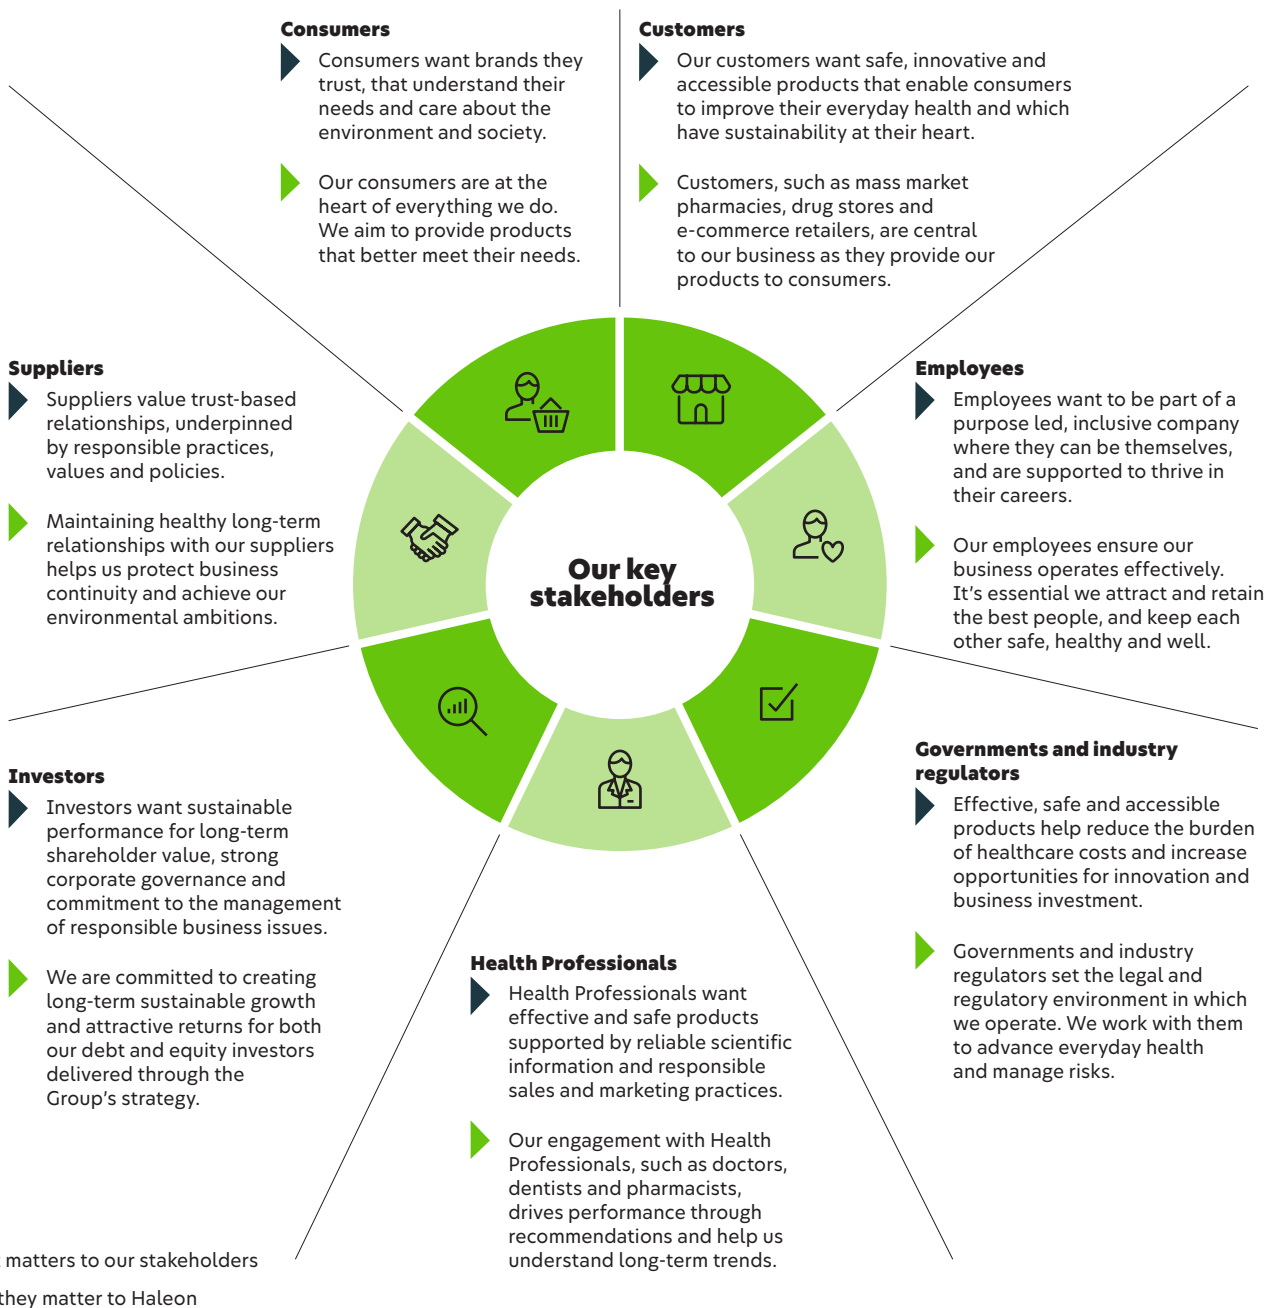 Consumers
Consumers want brands they
trust, that understand their
needs and care about the
environment and society.
Our consumers are at the
heart of everything we do.
We aim to provide products
that better meet their needs.
Customers
Our customers want safe, innovative and
accessible products that enable consumers
to improve their everyday health and which
have sustainability at their heart.
Customers, such as mass market
pharmacies, drug stores and
e-commerce retailers, are central
to our business as they provide our
products to consumers.
Suppliers
Suppliers value trust-based
relationships, underpinned
by responsible practices,
values and policies.
Maintaining healthy long-term
relationships with our suppliers
helps us protect business
continuity and achieve our
environmental ambitions.
Our key
stakeholders
Employees
Employees want to be part of a
purpose led, inclusive company
where they can be themselves,
and are supported to thrive in
their careers.
Our employees ensure our
business operates effectively.
It’s essential we attract and retain
the best people, and keep each
other safe, healthy and well.
Investors
Investors want sustainable
performance for long-term
shareholder value, strong
corporate governance and
commitment to the management
of responsible business issues.
We are committed to creating
long-term sustainable growth
and attractive returns for both
our debt and equity investors
delivered through the
Group’s strategy.
Health Professionals
Health Professionals want
effective and safe products
supported by reliable scientific
information and responsible
sales and marketing practices.
Our engagement with Health
Professionals, such as doctors,
dentists and pharmacists,
drives performance through
recommendations and help us
understand long-term trends.
Governments and industry
regulators
Effective, safe and accessible
products help reduce the burden
of healthcare costs and increase
opportunities for innovation and
business investment.
Governments and industry
regulators set the legal and
regulatory environment in which
we operate. We work with them
to advance everyday health
and manage risks.
matters to our stakeholders
they matter to Haleon